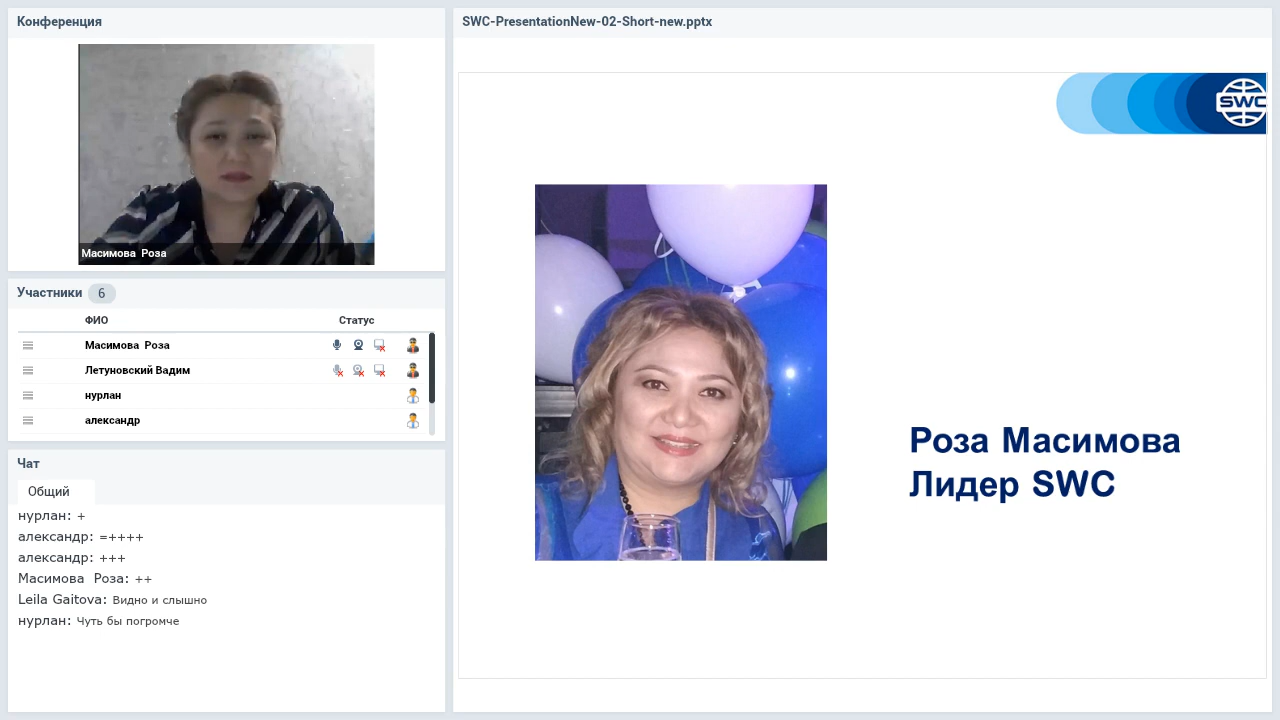 Конференция
Масимова Роза
Участники 6
ФИО Статус
Масимова Роза
Летуновский Вадим
нурлан
александр
Чат
Общий
нурлан: +
александр: =++++
александр: +++
Масимова Роза: ++
Leila Gaitova: Видно и слышно
нурлан: Чуть бы погромче
SWC-PresentationNew-02-Short-new.pptx
SWC
Роза Масимова
Лидер SWC